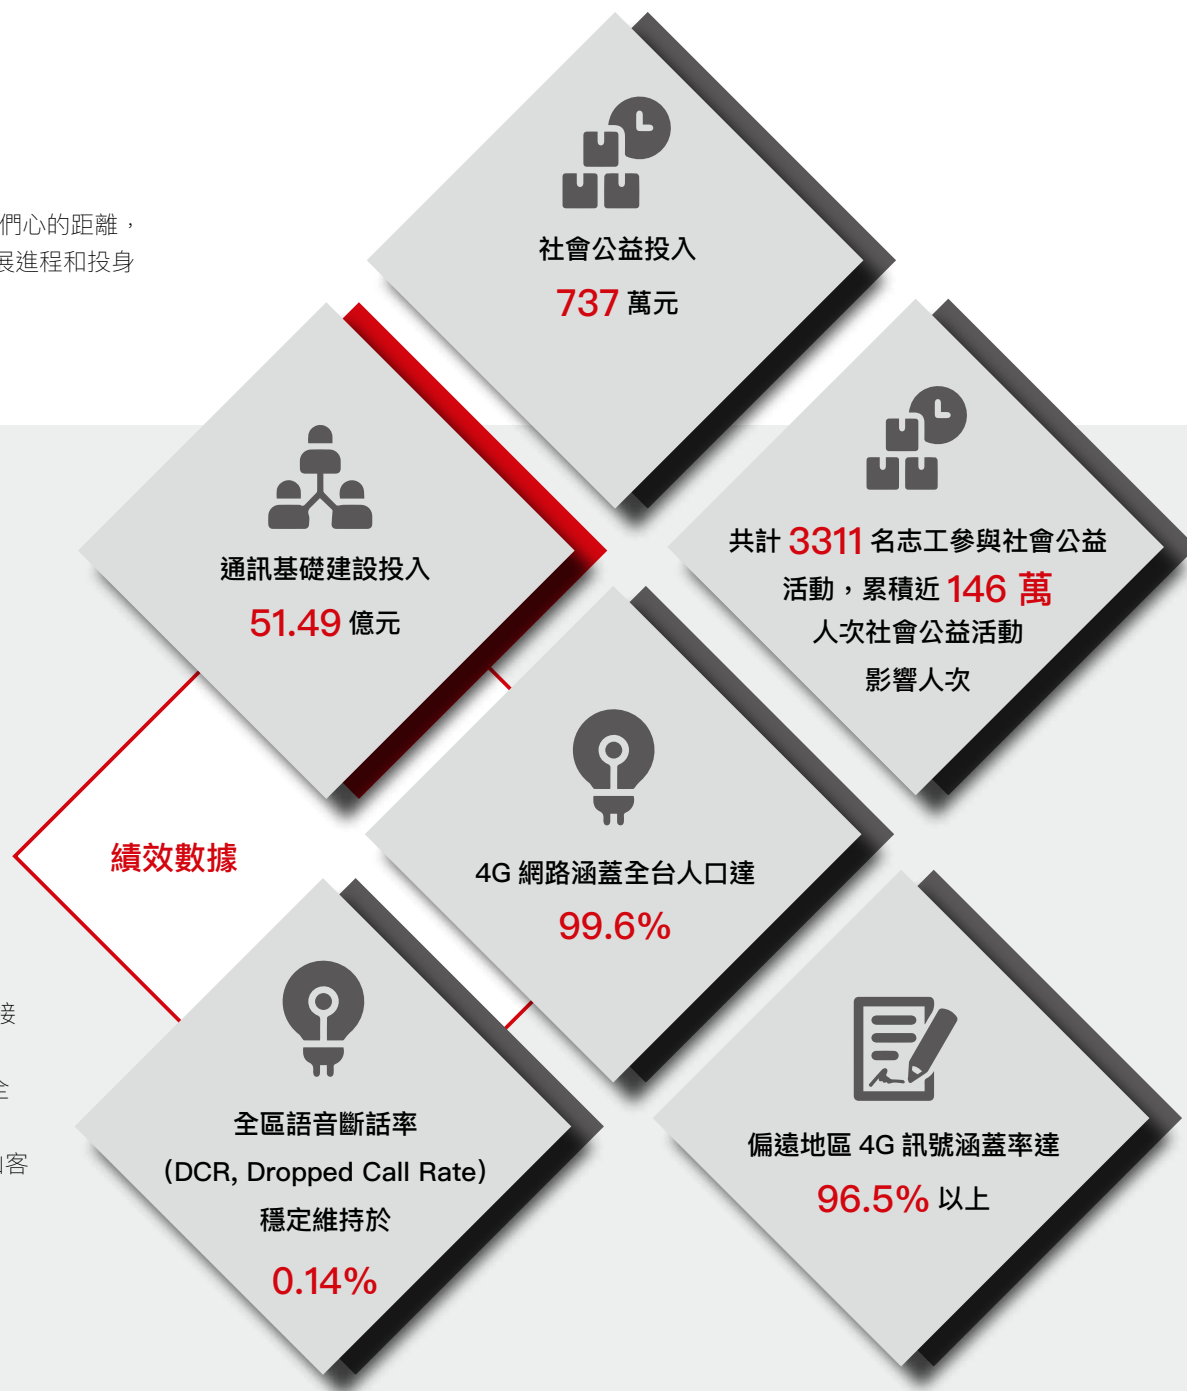 們心的距離，
展進程和投身
社會公益投入
737 萬元
通訊基礎建設投入
51.49 億元
共計 3311 名志工參與社會公益
活動，累積近 146 萬
人次社會公益活動
影響人次
績效數據
4G 網路涵蓋全台人口達
99.6%
接
全
客
全區語音斷話率
(DCR, Dropped Call Rate)
穩定維持於
0.14%
偏遠地區 4G 訊號涵蓋率達
96.5% 以上